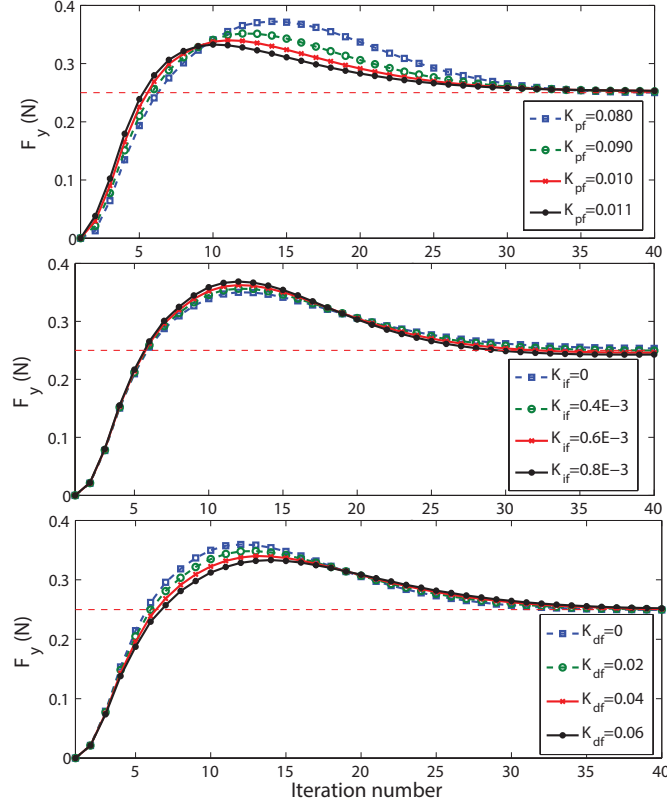 0.4
0.3
0.2
0.1
0
F_y (N)
5 10 15 20 25 30 35 40
K_pf=0.080
K_pf=0.090
K_pf=0.010
K_pf=0.011
0.4
0.3
0.2
0.1
0
F_y (N)
5 10 15 20 25 30 35 40
K_if=0
K_if=0.4E−3
K_if=0.6E−3
K_if=0.8E−3
0.4
0.3
0.2
0.1
0
F_y (N)
5 10 15 20 25 30 35 40
K_df=0
K_df=0.02
K_df=0.04
K_df=0.06
Iteration number